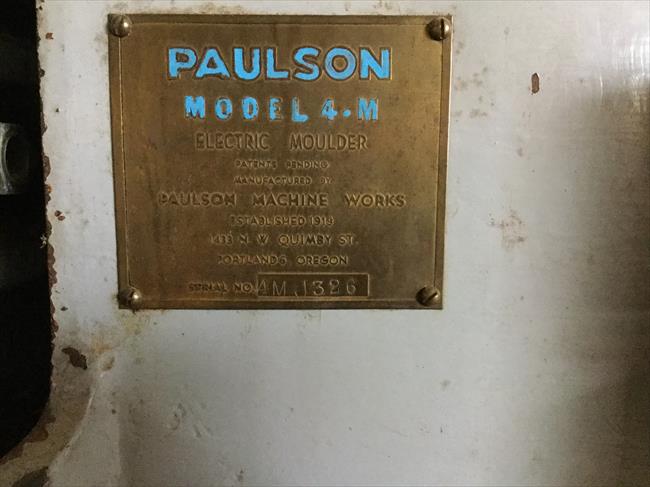 PAULSON
MODEL 4-M
ELECTRIC MOULDER
PATENTS PENDING
MANUFACTURED BY
PAULSON MACHINE WORKS
ESTABLISHED 1914
1433 N. W. QUIMBY ST.
PORTLAND 9, OREGON
SERIAL NO. 4M 1326